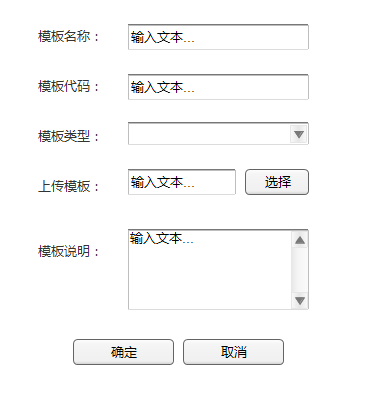 模板名称： 输入文本...
模板代码： 输入文本...
模板类型：
上传模板： 输入文本... 选择
模板说明： 输入文本...
确定 取消